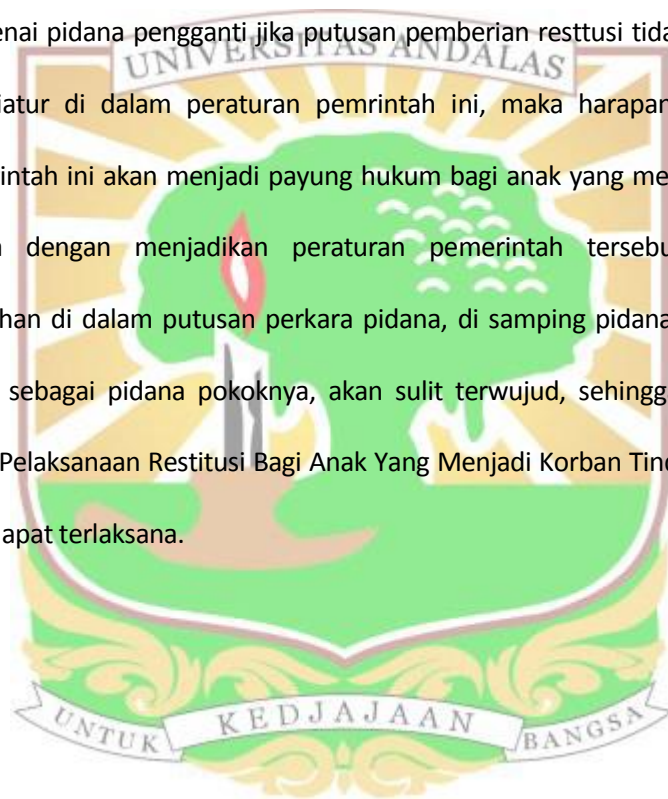 enai pidana pengganti jika putusan pemberian resttusi tida
UNIVERSITAS ANDALAS
iatur di dalam peraturan pemrintah ini, maka harapan
intah ini akan menjadi payung hukum bagi anak yang me
dengan menjadikan peraturan pemerintah tersebu
han di dalam putusan perkara pidana, di samping pidana
sebagai pidana pokoknya, akan sulit terwujud, sehingg
Pelaksanaan Restitusi Bagi Anak Yang Menjadi Korban Tind
apat terlaksana.
UNTUK KEDJAJAAN BANGSA